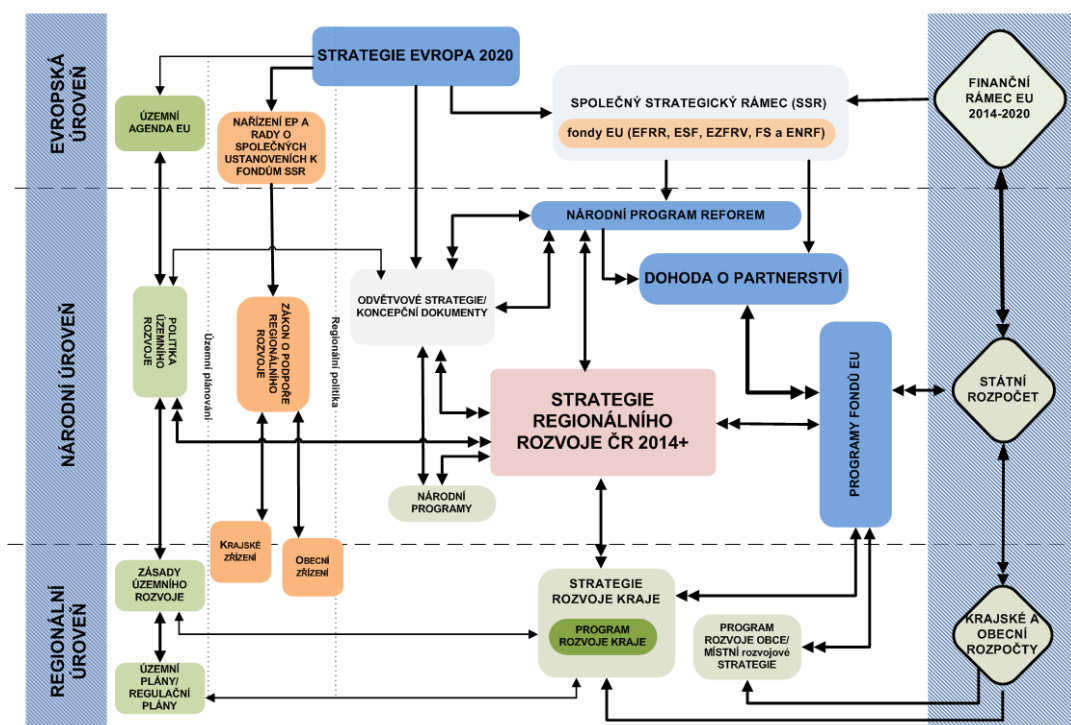 EVROPSKÁ
ÚROVEŇ
STRATEGIE EVROPA 2020
ÚZEMNÍ
AGENDA EU
NAŘÍZENÍ EP A
RADY O
SPOLEČNÝCH
USTANOVENÍCH K
FONDŮM SSR
SPOLEČNÝ STRATEGICKÝ RÁMEC (SSR)
fondy EU (EFRR, ESF, EZFRV, FS a ENRF)
FINANČNÍ
RÁMEC EU
2014-2020
NÁRODNÍ ÚROVEŇ
NÁRODNÍ PROGRAM REFOREM
DOHODA O PARTNERSTVÍ
ODVĚTVOVÉ STRATEGIE/
KONCEPČNÍ DOKUMENTY
POLITIKA
ÚZEMNÍHO
ROZVOJE
Územní plánování
ZÁKON O PODPOŘE
REGIONÁLNÍHO
ROZVOJE
Regionální politika
STRATEGIE
REGIONÁLNÍHO
ROZVOJE ČR 2014+
PROGRAMY FONDŮ EU
STÁTNÍ
ROZPOČET
NÁRODNÍ
PROGRAMY
KRAJSKÉ
ZŘÍZENÍ
OBECNÍ
ZŘÍZENÍ
REGIONÁLNÍ
ÚROVEŇ
ZÁSADY
ÚZEMNÍHO
ROZVOJE
STRATEGIE
ROZVOJE KRAJE
PROGRAM
ROZVOJE KRAJE
PROGRAM
ROZVOJE OBCE/
MÍSTNÍ rozvojové
STRATEGIE
KRAJSKÉ A
OBECNÍ
ROZPOČTY
ÚZEMNÍ
PLÁNY/
REGULAČNÍ
PLÁNY